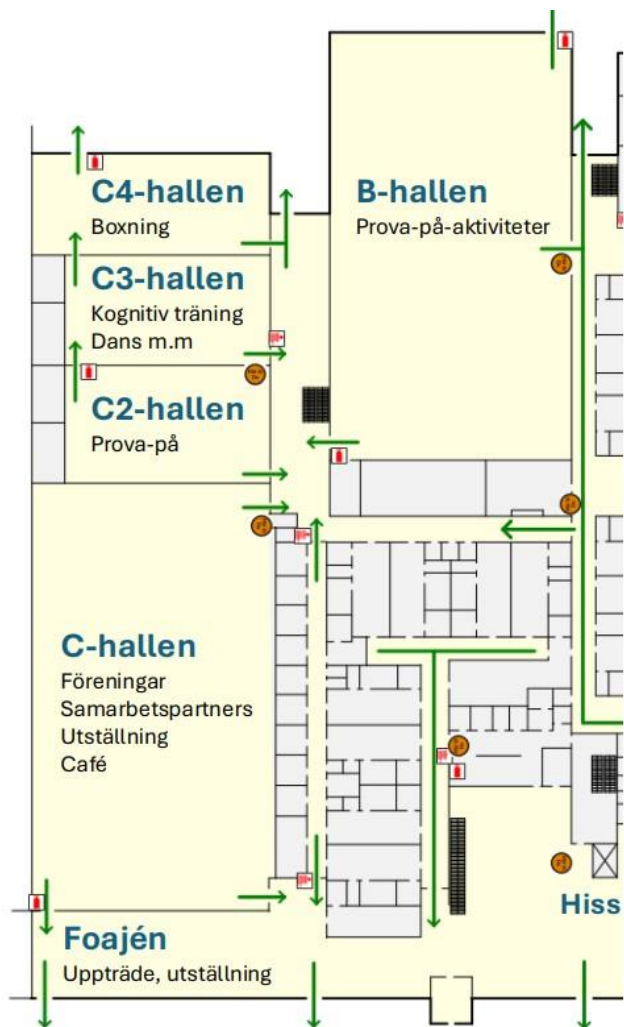 C4-hallen
Boxning
B-hallen
Prova-på-aktiviteter
C3-hallen
Kognitiv träning
Dans m.m
C2-hallen
Prova-på
C-hallen
Föreningar
Samarbetspartners
Utställning
Café
Hiss
Foajén
Uppträde, utställning